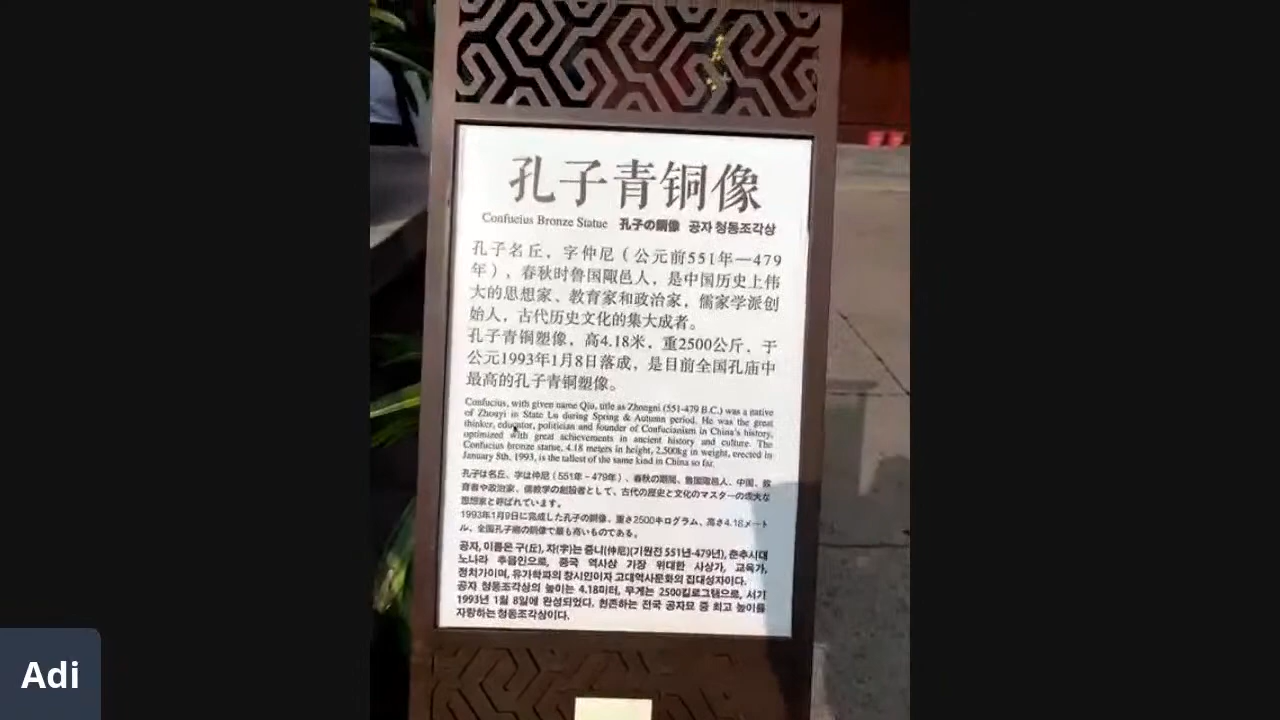 孔子青铜像
Confucius Bronze Statue 孔子の銅像 공자 청동조각상
孔子名丘，字仲尼（公元前551年—479
年），春秋时鲁国陬邑人，是中国历史上伟
大的思想家、教育家和政治家，儒家学派创
始人，古代历史文化的集大成者。
孔子青铜塑像，高4.18米，重2500公斤，于
公元1993年1月8日落成，是目前全国孔庙中
最高的孔子青铜塑像。
Confucius, with given name Qiu, title as Zhongni (551-479 B.C.) was a native
of Zhouyi in State Lu during Spring & Autumn period. He was the great
thinker, educator, politician and founder of Confucianism in China's history,
optimized with great achievements in ancient history and culture. The
Confucius bronze statue, 4.18 meters in height, 2,500kg in weight, erected in
January 8th, 1993, is the tallest of the same kind in China so far.
孔子は名丘、字は仲尼（551年－479年）、春秋の期間、魯国陬邑人、中国、教
育者や政治家、儒教学の創設者として、古代の歴史と文化のマスターの偉大な
思想家と呼ばれています。
1993年1月9日に完成した孔子の銅像、重さ2500キログラム、高さ4.18メート
ル、全国孔子廟の銅像で最も高いものである。
공자, 이름은 구(丘), 자(字)는 중니(仲尼)(기원전 551년-479년), 춘추시대
노나라 추읍인으로, 중국 역사상 가장 위대한 사상가, 교육가,
정치가이며, 유가학파의 창시인이자 고대역사문화의 집대성자이다.
공자 청동조각상의 높이는 4.18미터, 무게는 2500킬로그램으로, 서기
1993년 1월 8일에 완성되었다. 현존하는 전국 공자묘 중 최고 높이를
자랑하는 청동조각상이다.
Adi